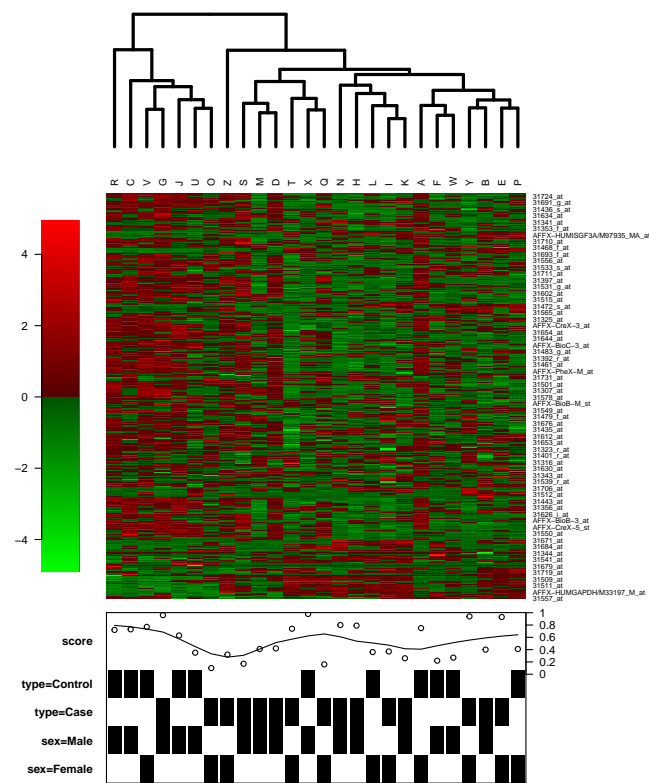 R C V G J U O Z S M D T X Q N H L I K A F W Y B E P
31724_at
31691_g_at
31436_s_at
31634_at
31341_at
31353_f_at
AFFX−HUMISGF3A/M97935_MA_at
31710_at
31468_f_at
31693_f_at
31556_at
31533_s_at
31711_at
31397_at
31531_g_at
31602_at
31515_at
31472_s_at
31565_at
31325_at
AFFX−CreX−3_at
31654_at
31644_at
AFFX−BioC−3_at
31483_g_at
31392_r_at
31461_at
AFFX−PheX−M_at
31731_at
31501_at
31307_at
31578_at
AFFX−BioB−M_st
31549_at
31479_f_at
31676_at
31435_at
31612_at
31653_at
31323_r_at
31401_r_at
31316_at
31630_at
31343_at
31539_r_at
31706_at
31512_at
31443_at
31356_at
31626_i_at
AFFX−BioB−3_at
AFFX−CreX−5_st
31550_at
31671_at
31684_at
31344_at
31541_at
31679_at
31719_at
31509_at
31511_at
AFFX−HUMGAPDH/M33197_M_at
31557_at
4
2
0
−2
−4
score
1
0.8
0.6
0.4
0.2
0
type=Control
type=Case
sex=Male
sex=Female